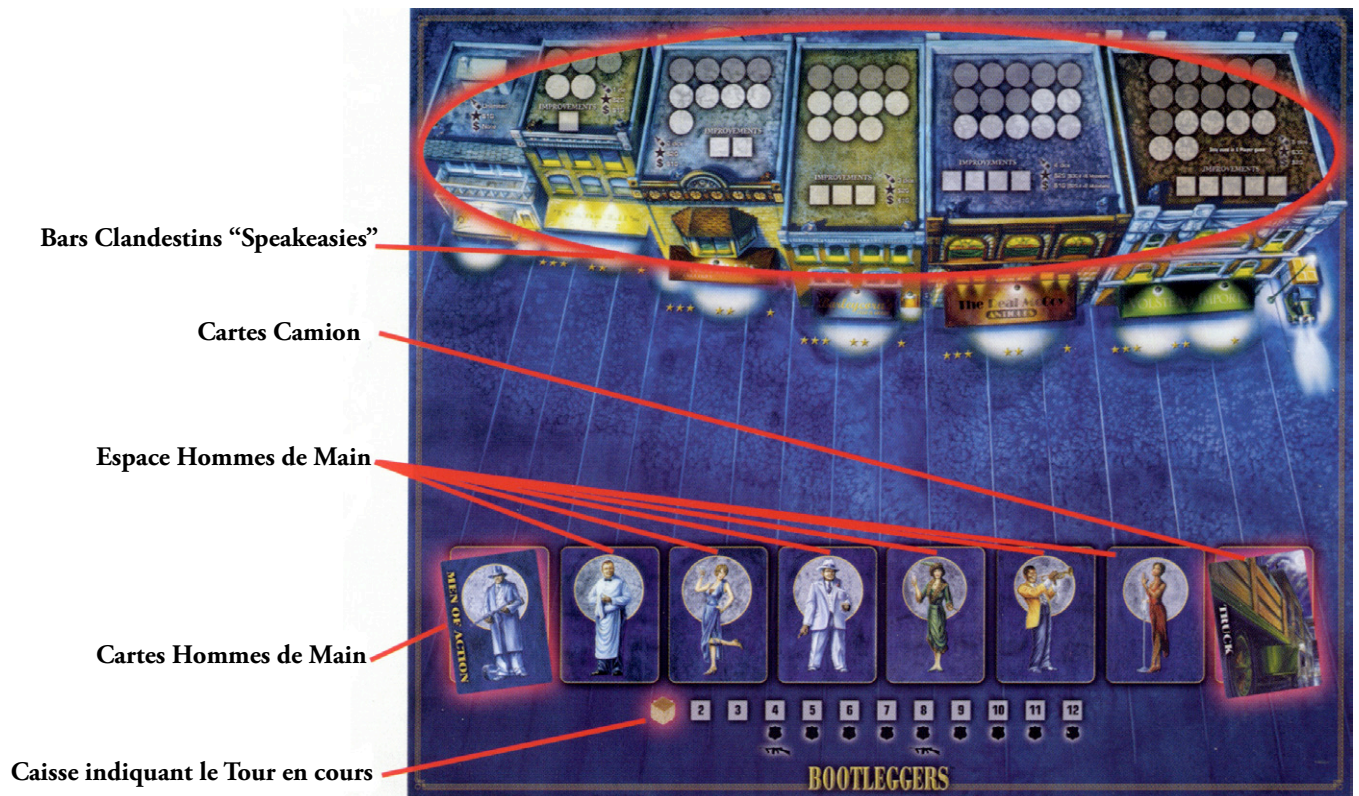 IMPROVEMENTS
IMPROVEMENTS
IMPROVEMENTS
IMPROVEMENTS
IMPROVEMENTS
Bars Clandestins “Speakeasies”
The Real McCoy
ANTIQUES
Cartes Camion
Espace Hommes de Main
MEN OF ACTION
TRUCK
Cartes Hommes de Main
2 3 4 5 6 7 8 9 10 11 12
Caisse indiquant le Tour en cours
BOOTLEGGERS